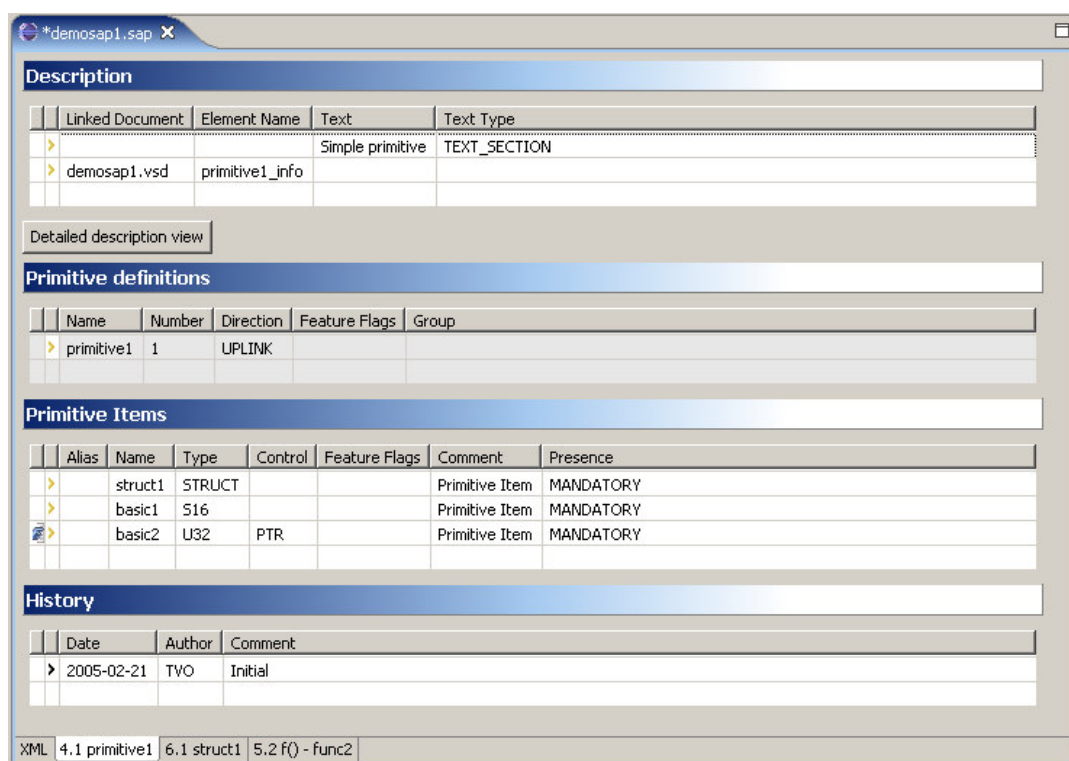 *demosap1.sap
Description
Linked Document Element Name Text Text Type
Simple primitive TEXT_SECTION
demosap1.vsd primitive1_info
Detailed description view
Primitive definitions
Name Number Direction Feature Flags Group
primitive1 1 UPLINK
Primitive Items
Alias Name Type Control Feature Flags Comment Presence
struct1 STRUCT Primitive Item MANDATORY
basic1 S16 Primitive Item MANDATORY
basic2 U32 PTR Primitive Item MANDATORY
History
Date Author Comment
2005-02-21 TVO Initial
XML 4.1 primitive1 6.1 struct1 5.2 f() - func2